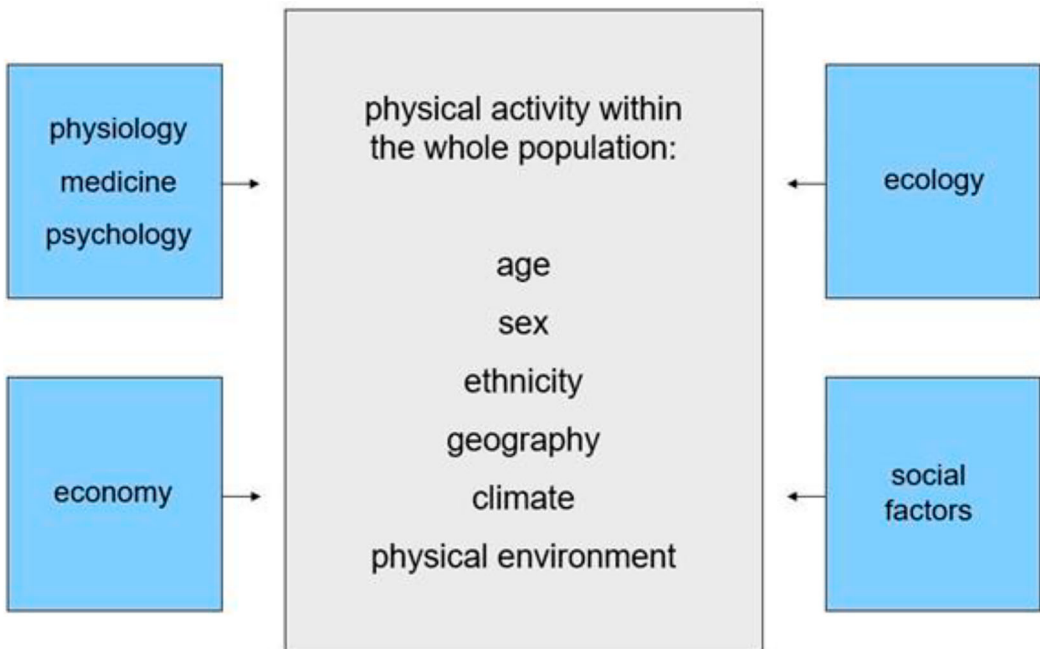 physiology
medicine
psychology
economy
physical activity within
the whole population:
age
sex
ethnicity
geography
climate
physical environment
ecology
social
factors